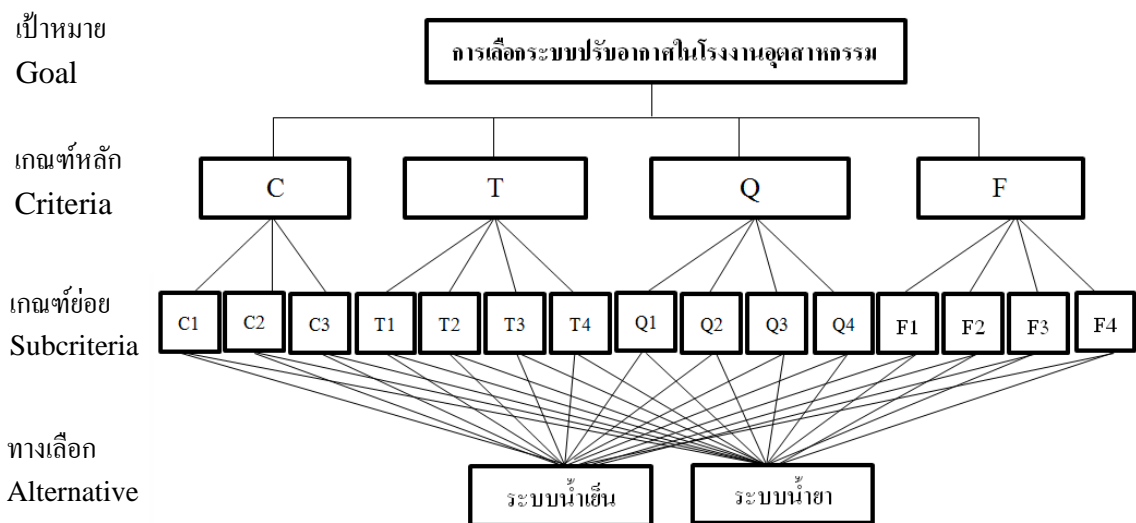 เป้าหมาย
Goal
การเลือกระบบปรับอากาศในโรงงานอุตสาหกรรม
เกณฑ์หลัก
Criteria
C T Q F
เกณฑ์ย่อย
Subcriteria
C1 C2 C3 T1 T2 T3 T4 Q1 Q2 Q3 Q4 F1 F2 F3 F4
ทางเลือก
Alternative
ระบบน้ำเย็น ระบบน้ำยา